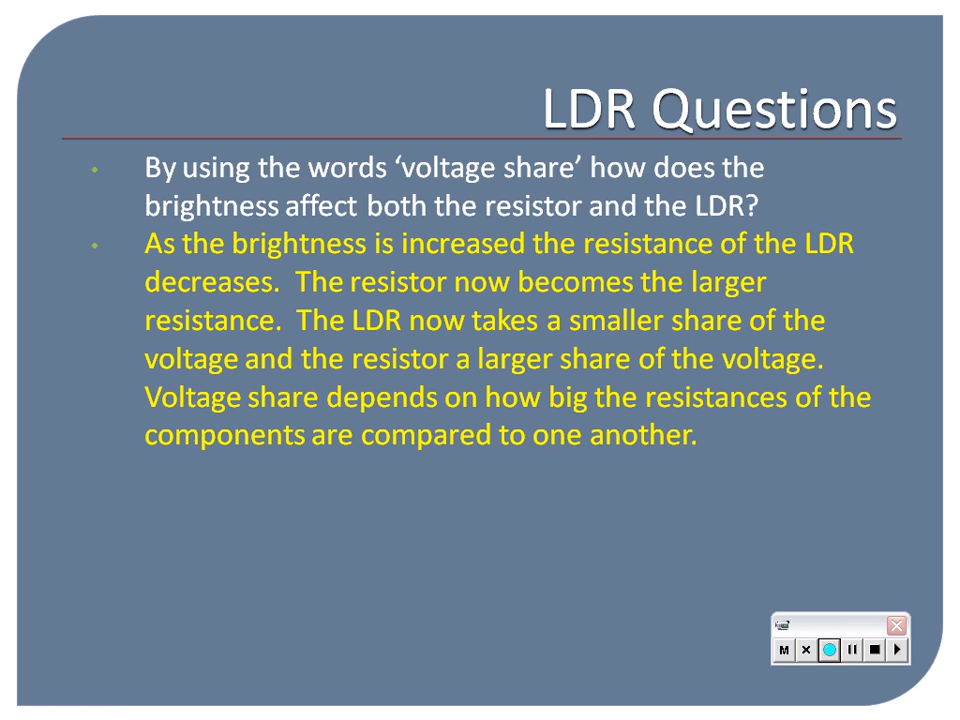 LDR Questions
• By using the words ‘voltage share’ how does the
brightness affect both the resistor and the LDR?
• As the brightness is increased the resistance of the LDR
decreases.  The resistor now becomes the larger
resistance.  The LDR now takes a smaller share of the
voltage and the resistor a larger share of the voltage.
Voltage share depends on how big the resistances of the
components are compared to one another.
M